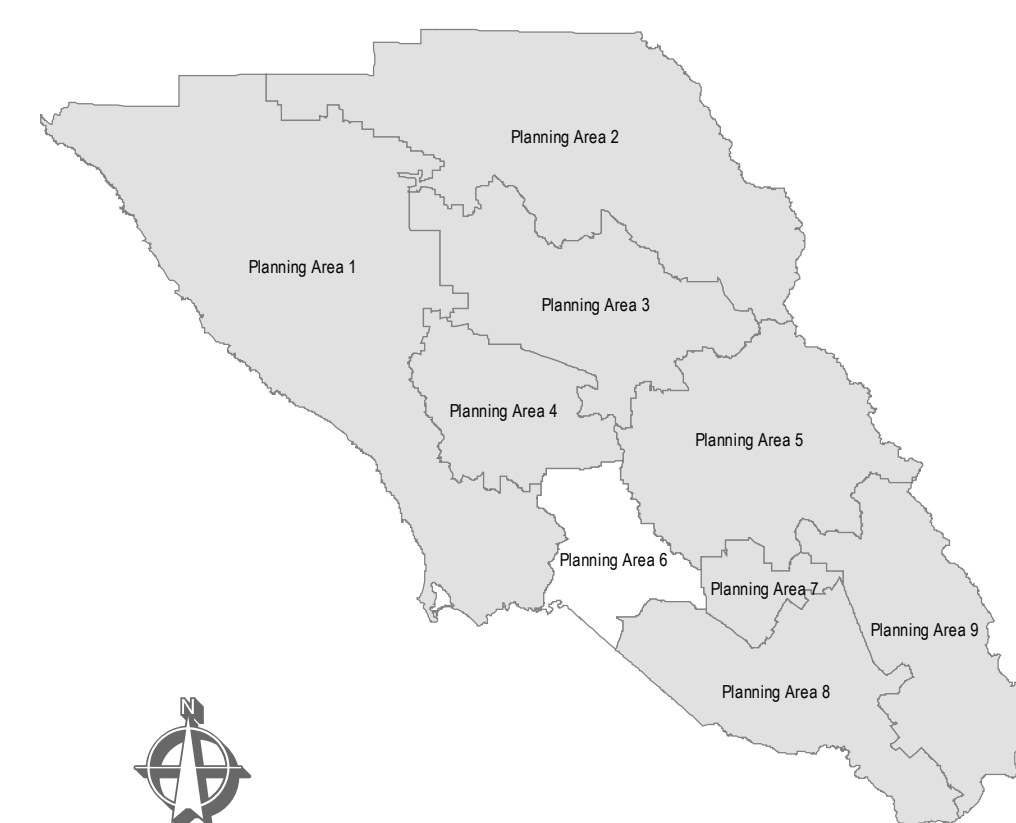 Planning Area 2
Planning Area 1
Planning Area 3
Planning Area 4
Planning Area 5
Planning Area 6
Planning Area 7
Planning Area 9
Planning Area 8
N